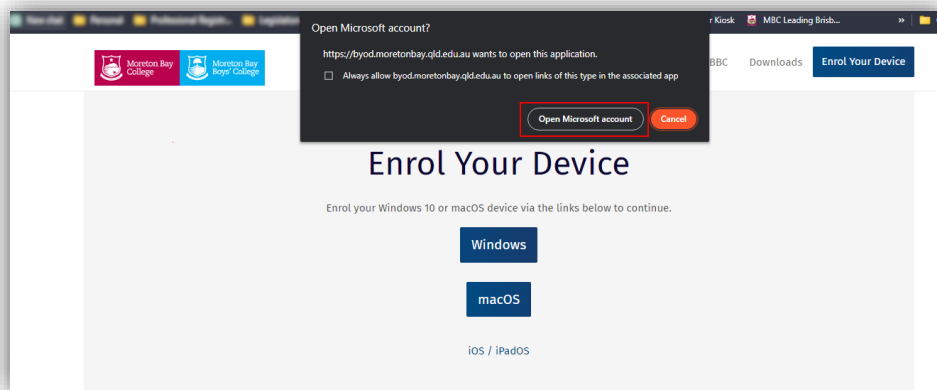 Open Microsoft account?
r Kiosk
MBC Leading Brisb...
»
https://byod.moretonbay.qld.edu.au wants to open this application.
Always allow byod.moretonbay.qld.edu.au to open links of this type in the associated app
Open Microsoft account
Cancel
Moreton Bay
College
Moreton Bay
Boys' College
BBC
Downloads
Enrol Your Device
Enrol Your Device
Enrol your Windows 10 or macOS device via the links below to continue.
Windows
macOS
iOS / iPadOS